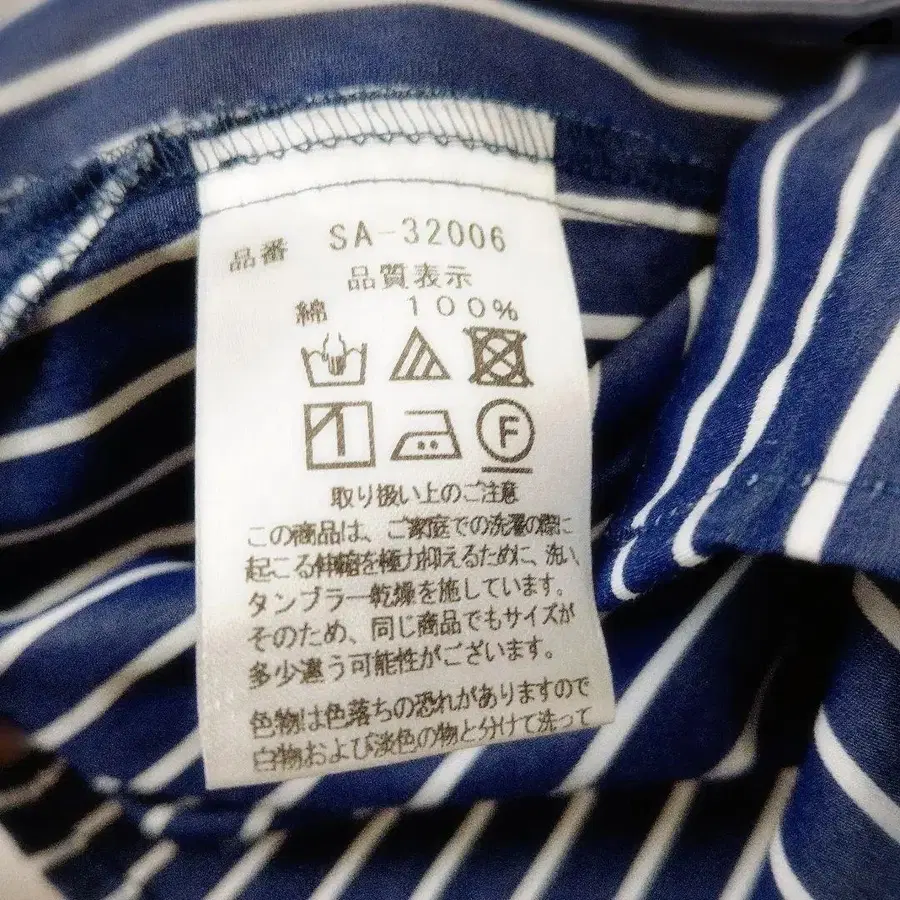 品番 SA-32006
品質表示
綿 100%
F
取り扱い上のご注意
この商品は、ご家庭での洗濯の際に
起こる伸縮を極力抑えるために、洗い、
タンブラー乾燥を施しています。
そのため、同じ商品でもサイズが
多少違う可能性がございます。
色物は色落ちの恐れがありますので
白物および淡色の物と分けて洗って